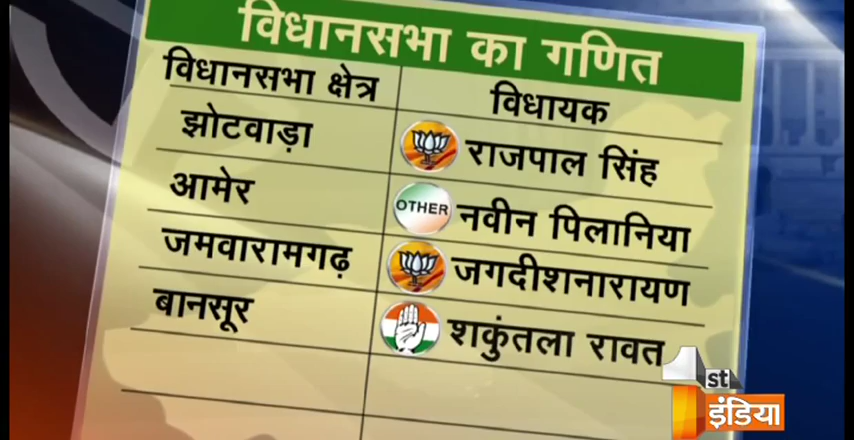 विधानसभा का गणित
विधानसभा क्षेत्र विधायक
झोटवाड़ा राजपाल सिंह
आमेर OTHER नवीन पिलानिया
जमवारामगढ़ जगदीशनारायण
बानसूर शकुंतला रावत
1st
इंडिया